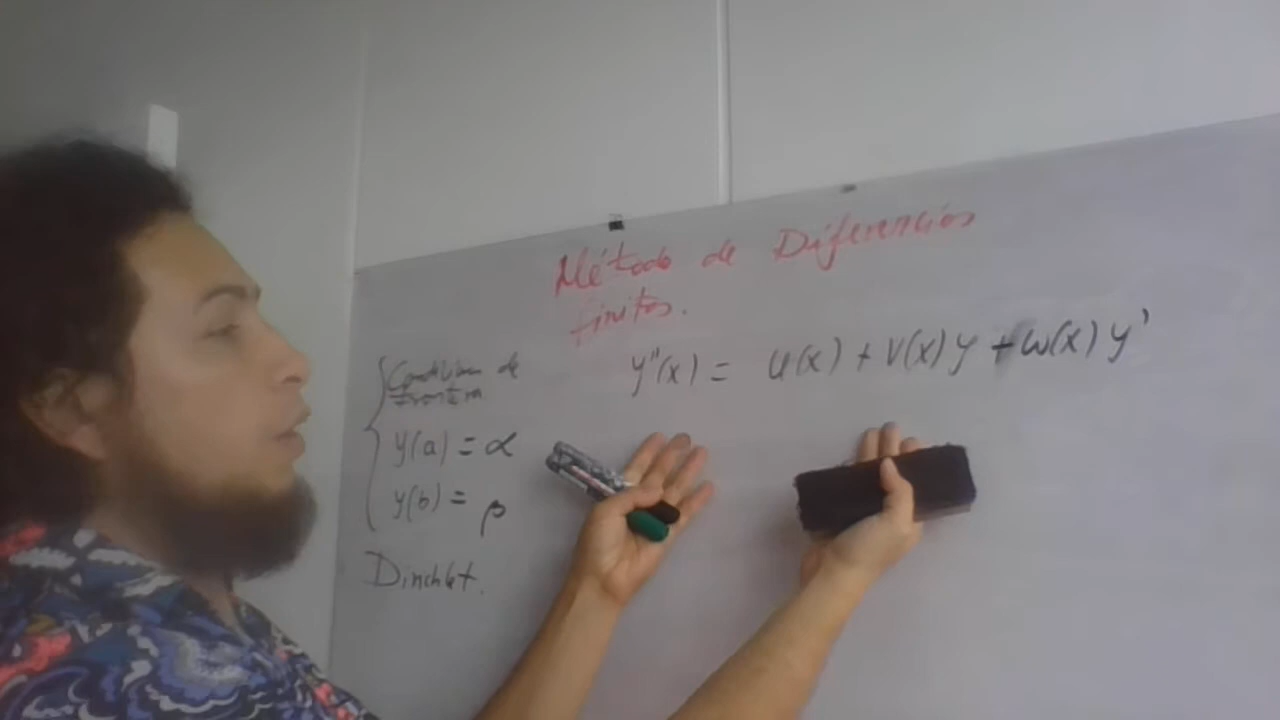 Método de Diferencias
finitas.
y''(x) = u(x) + v(x) y + w(x) y'
Condición de
frontera
y(a) = α
y(b) = β
Dirichlet.